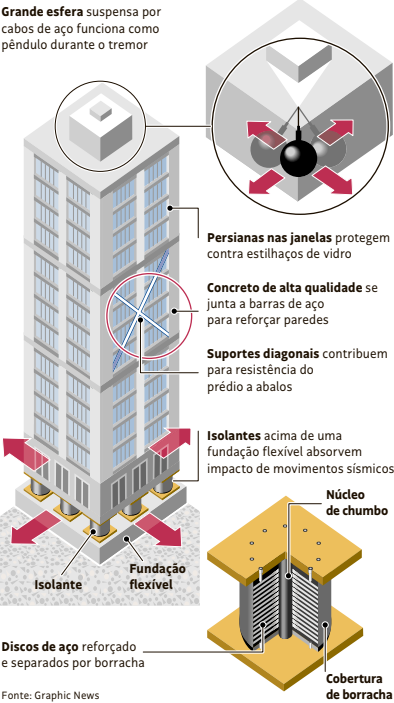 Grande esfera suspensa por
cabos de aço funciona como
pêndulo durante o tremor
Persianas nas janelas protegem
contra estilhaços de vidro
Concreto de alta qualidade se
junta a barras de aço
para reforçar paredes
Suportes diagonais contribuem
para resistência do
prédio a abalos
Isolantes acima de uma
fundação flexível absorvem
impacto de movimentos sísmicos
Núcleo
de chumbo
Isolante
Fundação
flexível
Discos de aço reforçado
e separados por borracha
Cobertura
de borracha
Fonte: Graphic News